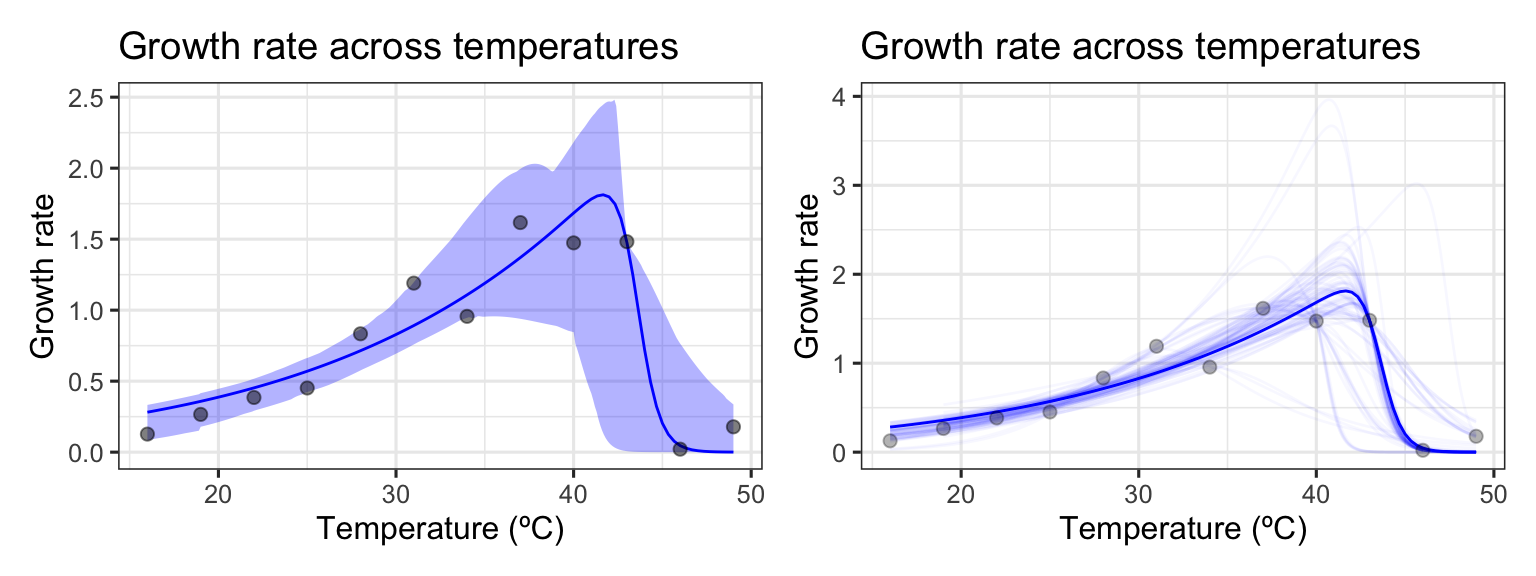 Growth rate across temperatures
2.5
2.0
1.5
1.0
0.5
0.0
Growth rate
20 30 40 50
Temperature (ºC)
Growth rate across temperatures
4
3
2
1
0
Growth rate
20 30 40 50
Temperature (ºC)